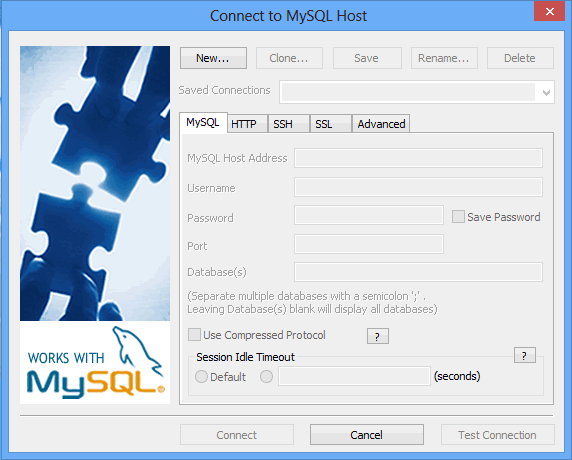 Connect to MySQL Host
New...
Clone...
Save
Rename...
Delete
Saved Connections
MySQL
HTTP
SSH
SSL
Advanced
MySQL Host Address
Username
Password
Save Password
Port
Database(s)
(Separate multiple databases with a semicolon ';' .
Leaving Database(s) blank will display all databases)
Use Compressed Protocol
?
Session Idle Timeout
?
Default
(seconds)
WORKS WITH
MySQL®
Connect
Cancel
Test Connection